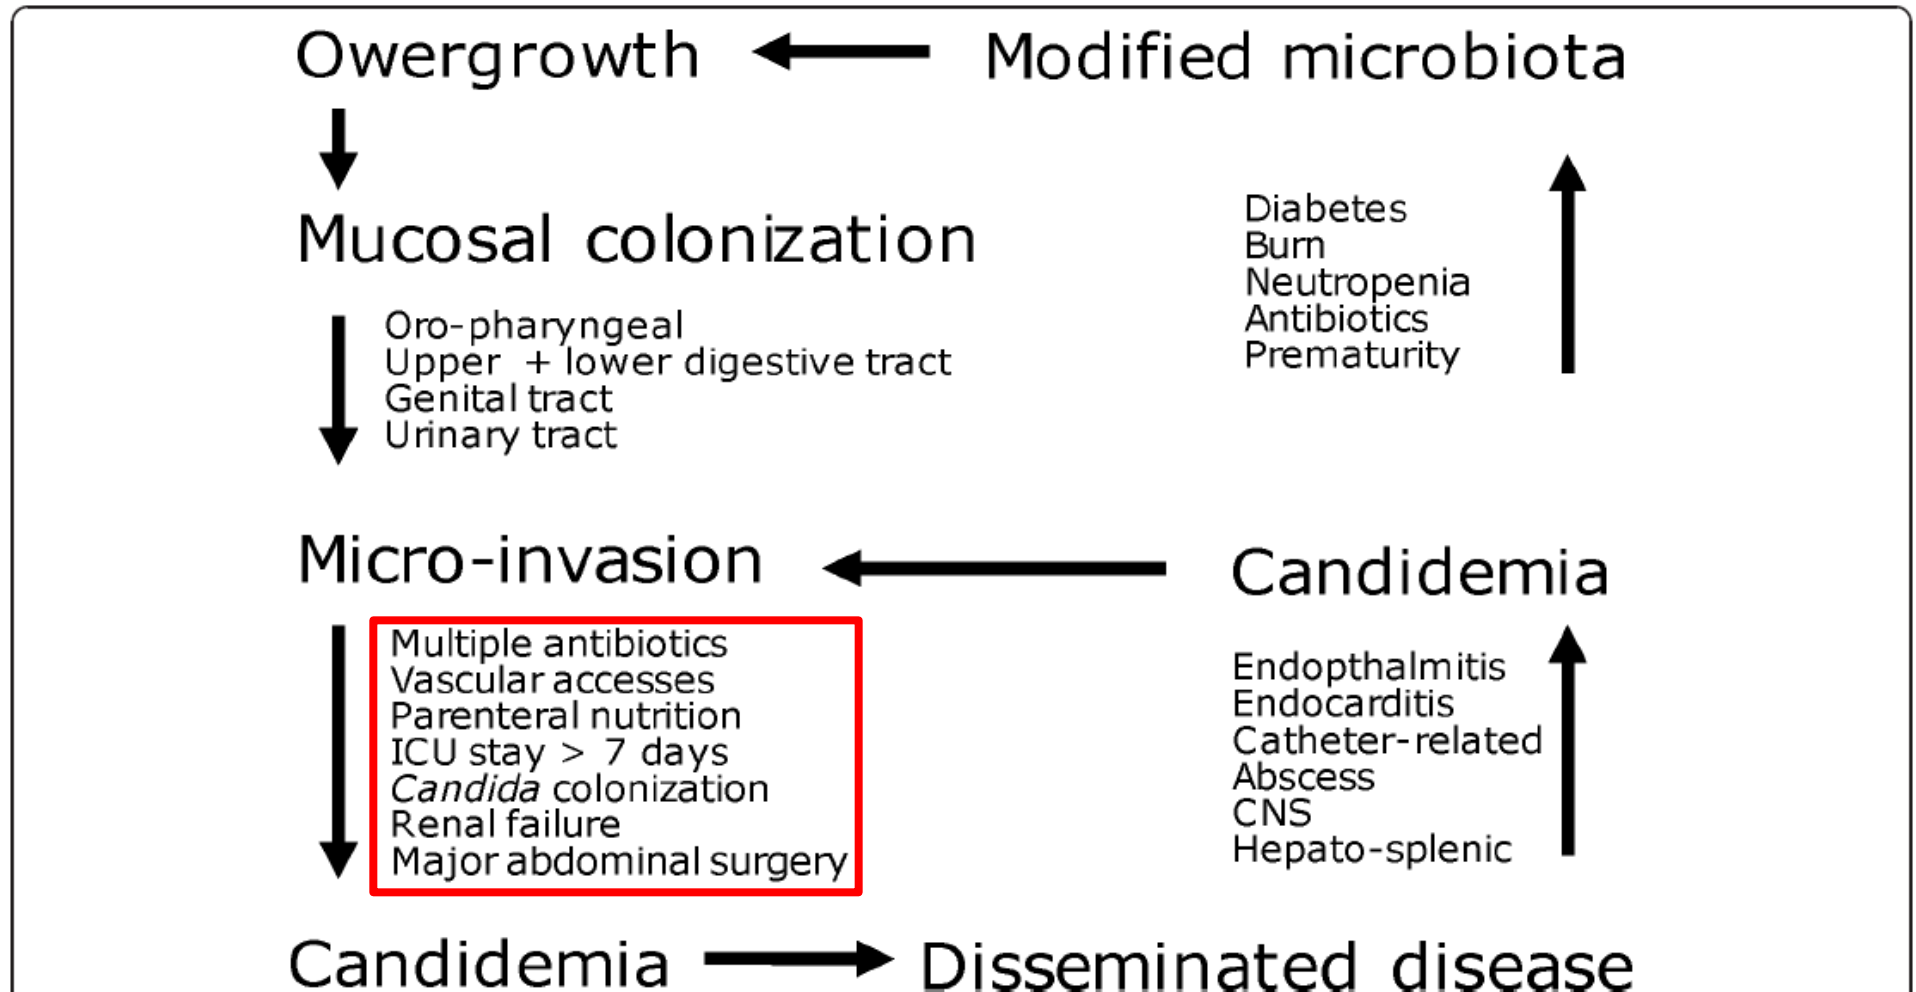 Owergrowth
Modified microbiota
Mucosal colonization
Diabetes
Burn
Neutropenia
Antibiotics
Prematurity
Oro-pharyngeal
Upper + lower digestive tract
Genital tract
Urinary tract
Micro-invasion
Candidemia
Multiple antibiotics
Vascular accesses
Parenteral nutrition
ICU stay > 7 days
Candida colonization
Renal failure
Major abdominal surgery
Endopthalmitis
Endocarditis
Catheter-related
Abscess
CNS
Hepato-splenic
Candidemia
Disseminated disease